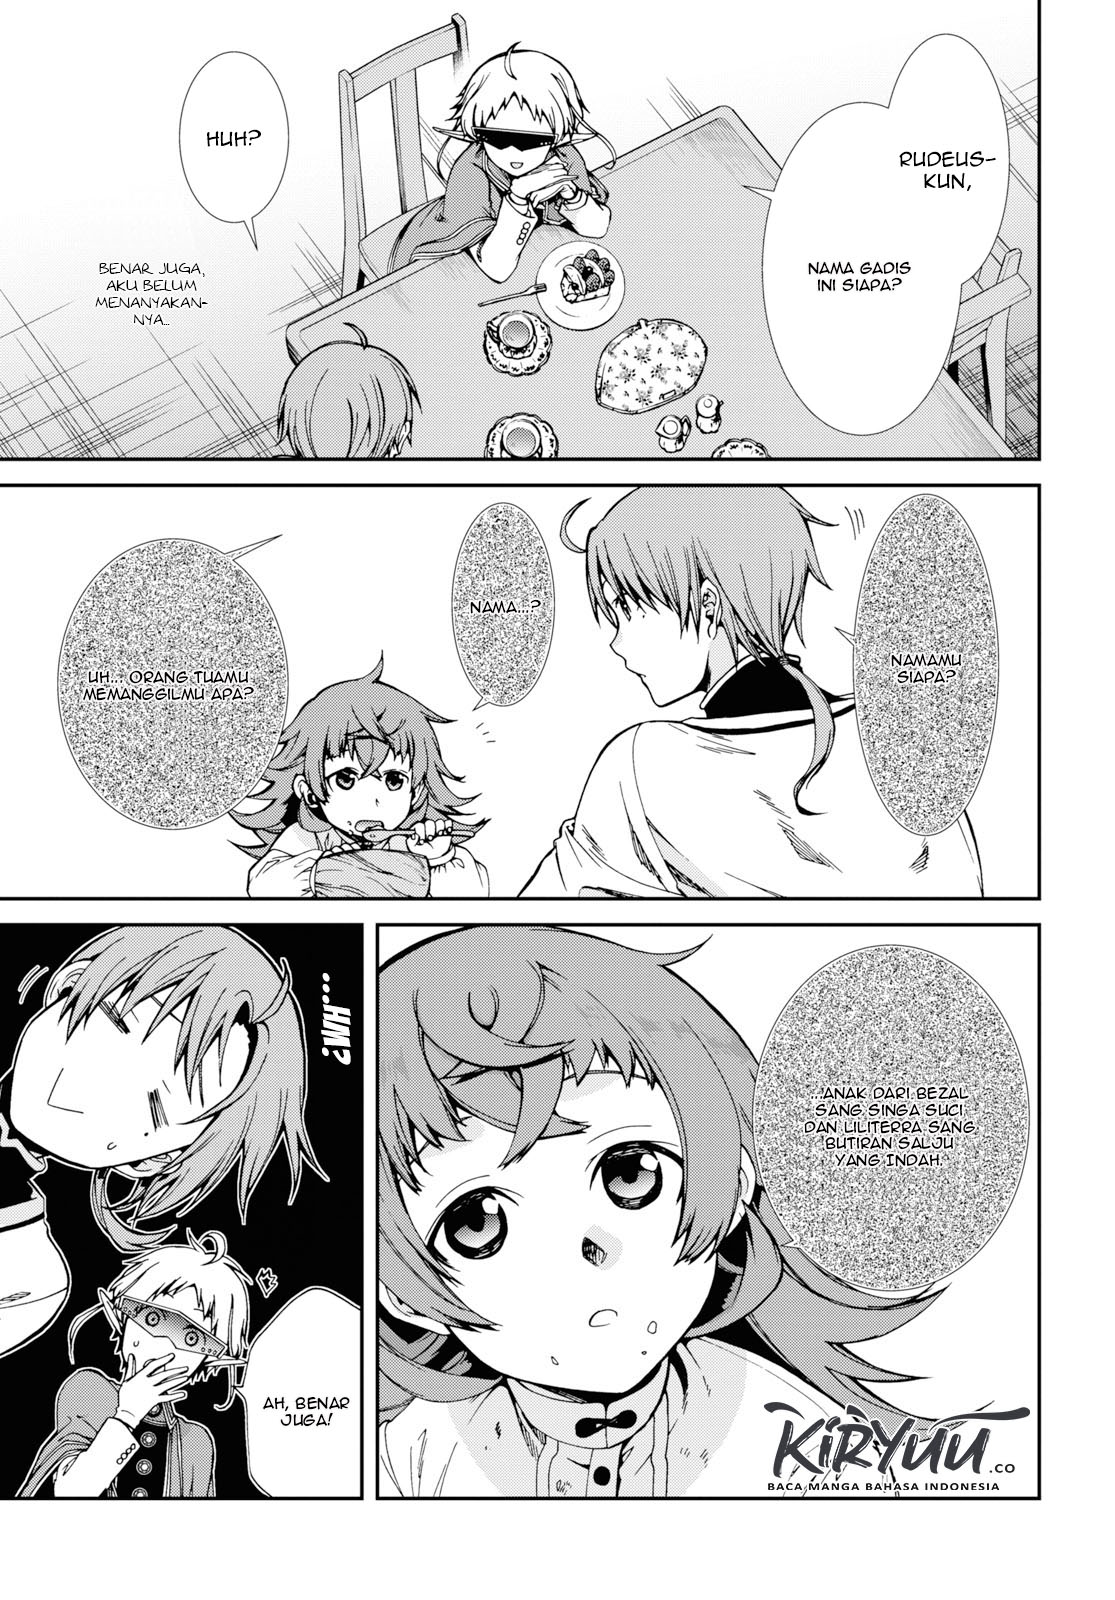 RUDEUS-
KUN,
NAMA GADIS
INI SIAPA?
HUH?
BENAR JUGA,
AKU BELUM
MENANYAKAN-
NYA...
NAMAMU
SIAPA?
NAMA...?
UH... ORANG TUAMU
MEMANGGILMU APA?
...ANAK DARI BEZAL
SANG SINGA SUCI
DAN LILITERRA SANG
BUTIRAN SALJU
YANG INDAH.
HM?...
AH, BENAR
JUGA!
KiRYUU.co
BACA MANGA BAHASA INDONESIA